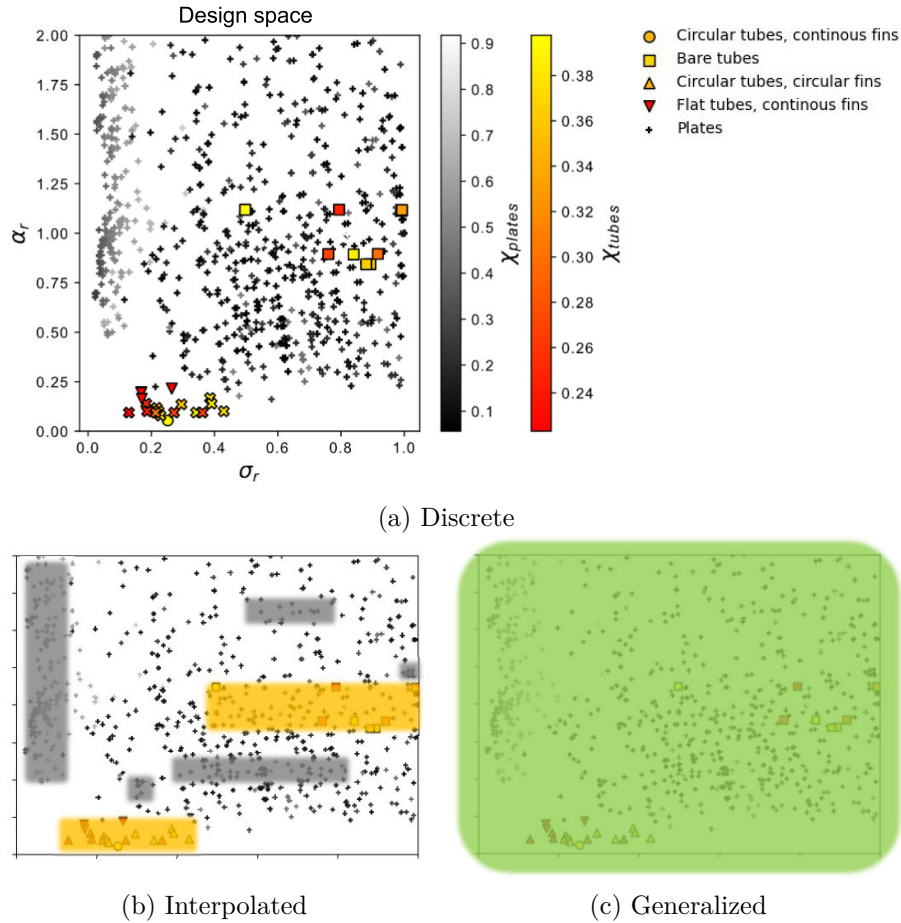 Design space
2.00
1.75
1.50
1.25
1.00
0.75
0.50
0.25
0.00
α_r
0.0 0.2 0.4 0.6 0.8 1.0
σ_r
0.9
0.8
0.7
0.6
0.5
0.4
0.3
0.2
0.1
χ_plates
0.38
0.36
0.34
0.32
0.30
0.28
0.26
0.24
χ_tubes
Circular tubes, continous fins
Bare tubes
Circular tubes, circular fins
Flat tubes, continous fins
Plates
(a) Discrete
(b) Interpolated
(c) Generalized